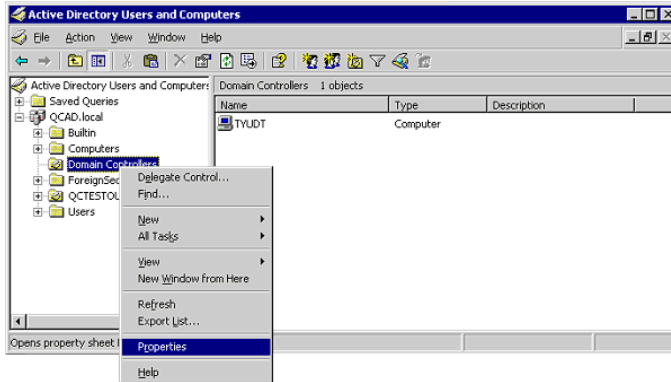 Active Directory Users and Computers
File Action View Window Help
Active Directory Users and Computers
Domain Controllers 1 objects
Saved Queries
QCAD.local
Builtin
Computers
Domain Controllers
ForeignSec
QCTESTOU
Users
Name Type Description
TYUDT Computer
Delegate Control...
Find...
New
All Tasks
View
New Window from Here
Refresh
Export List...
Properties
Help
Opens property sheet